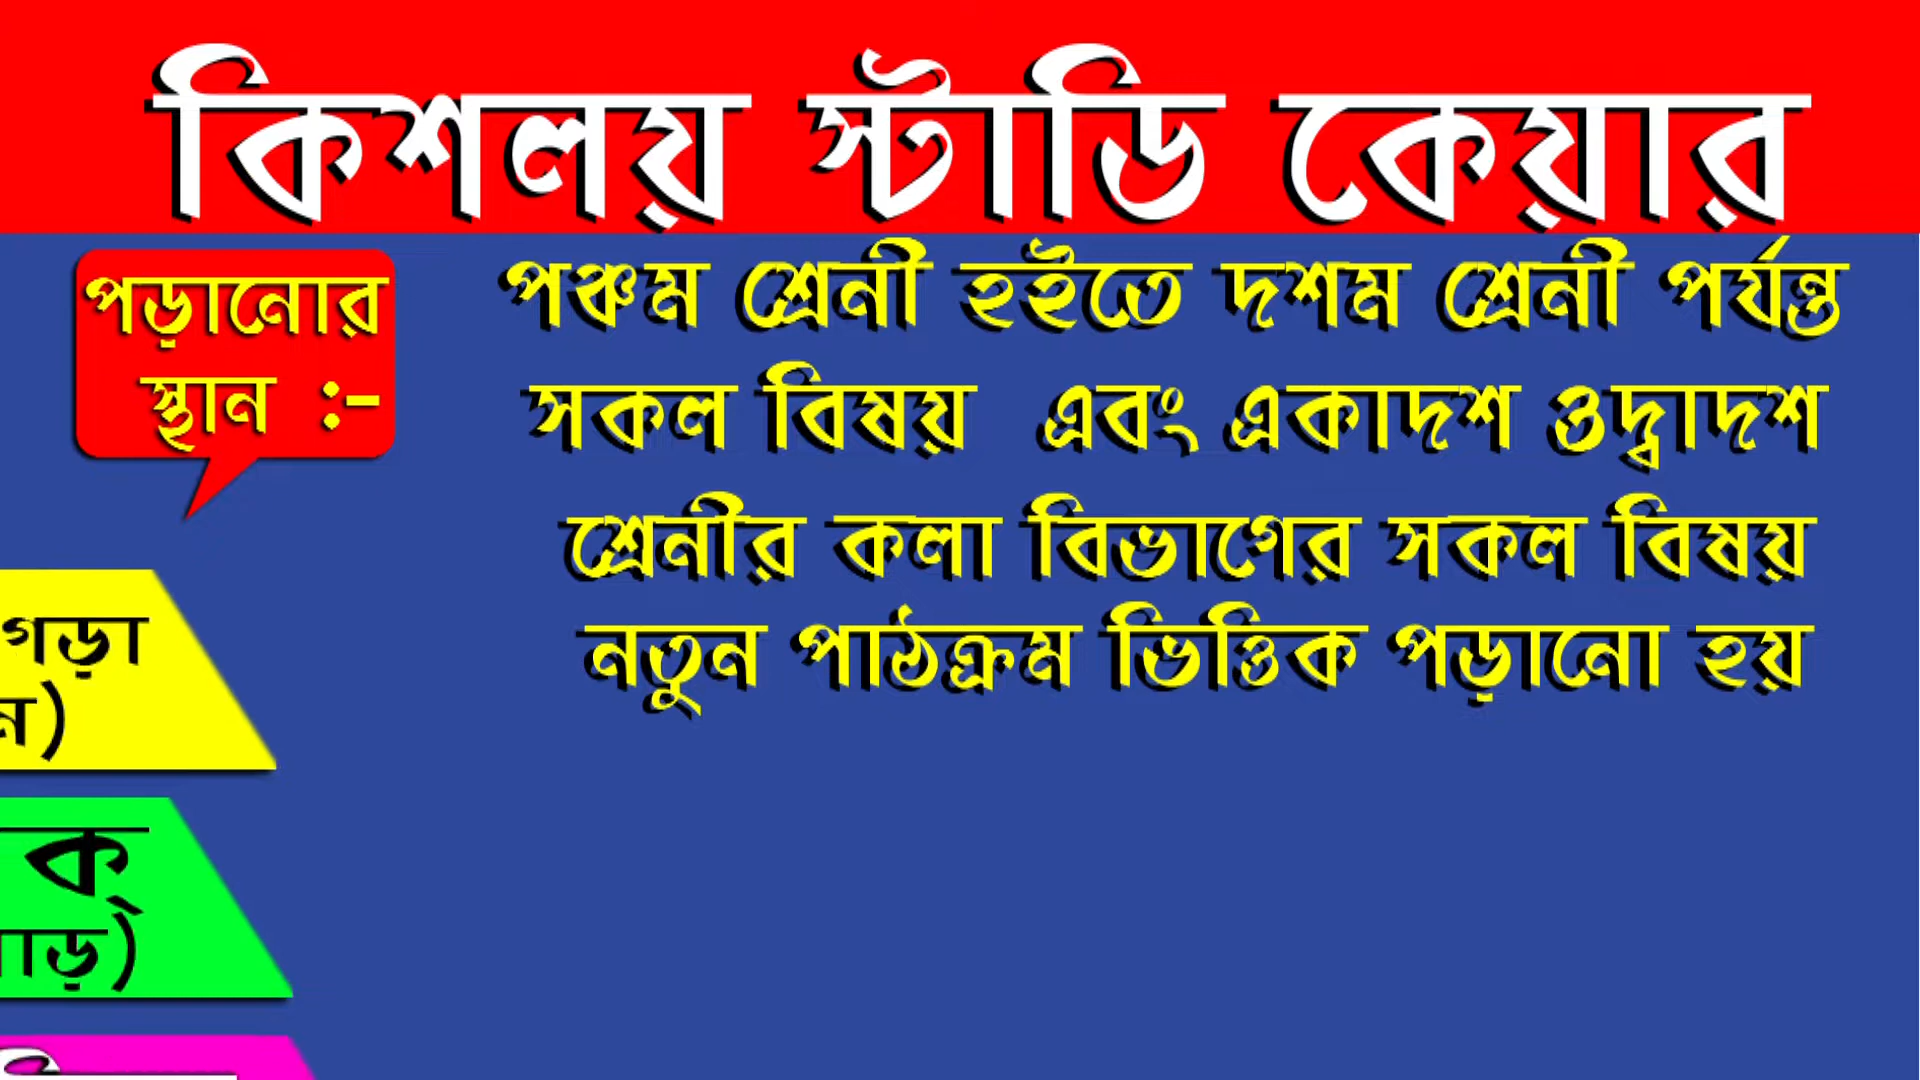 কিশলয় স্টাডি কেয়ার
পড়ানোর
স্থান :-
পঞ্চম শ্রেনী হইতে দশম শ্রেনী পর্যন্ত
সকল বিষয় এবং একাদশ ওদ্বাদশ
শ্রেনীর কলা বিভাগের সকল বিষয়
নতুন পাঠক্রম ভিত্তিক পড়ানো হয়